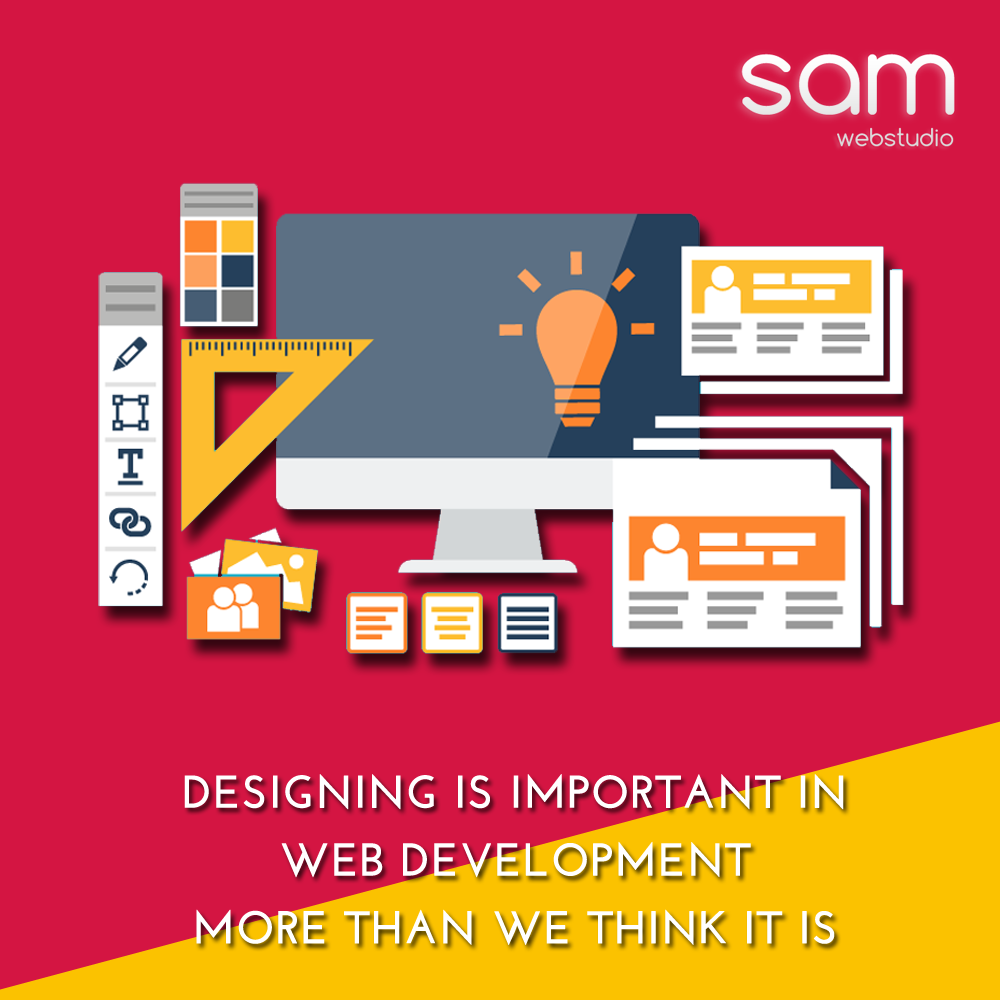 sam
webstudio
T
DESIGNING IS IMPORTANT IN
WEB DEVELOPMENT
MORE THAN WE THINK IT IS